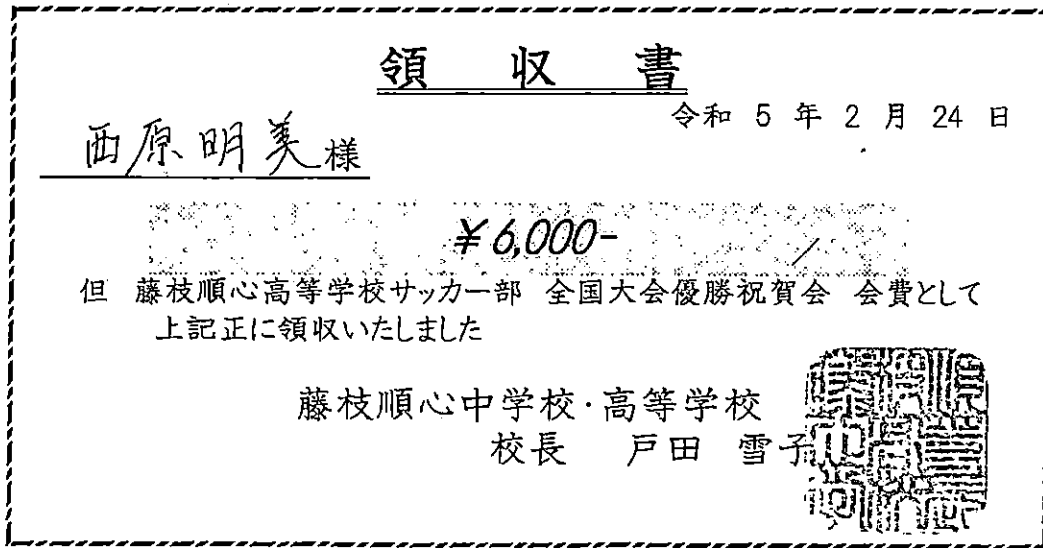 領 収 書
令和 5 年 2 月 24 日
西原明美様
¥6,000-
但 藤枝順心高等学校サッカー部 全国大会優勝祝賀会 会費として
上記正に領収いたしました
藤枝順心中学校・高等学校
校長 戸田 雪子